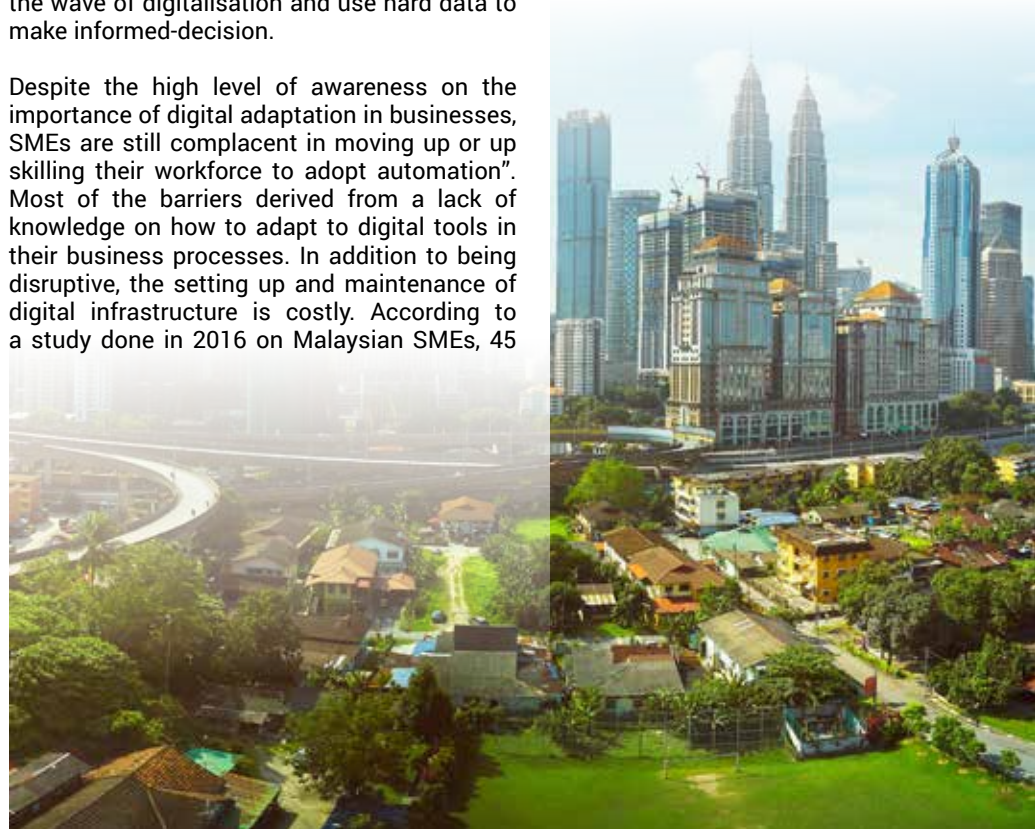 the wave of digitalisation and use hard data to
make informed-decision.
Despite the high level of awareness on the
importance of digital adaptation in businesses,
SMEs are still complacent in moving up or up
skilling their workforce to adopt automation”.
Most of the barriers derived from a lack of
knowledge on how to adapt to digital tools in
their business processes. In addition to being
disruptive, the setting up and maintenance of
digital infrastructure is costly. According to
a study done in 2016 on Malaysian SMEs, 45